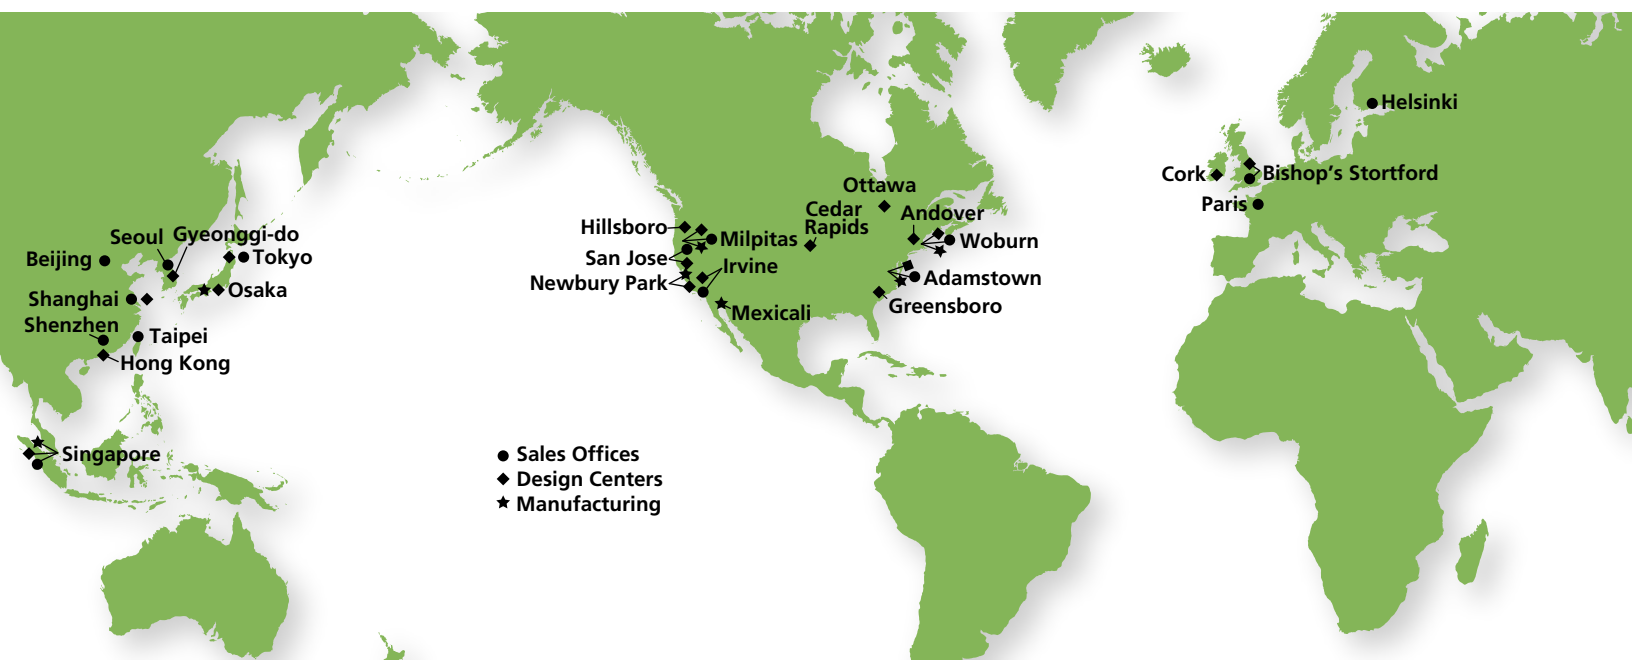 Helsinki
Cork
Bishop's Stortford
Paris
Ottawa
Cedar
Rapids
Andover
Hillsboro
Milpitas
Woburn
San Jose
Irvine
Newbury Park
Adamstown
Greensboro
Mexicali
Seoul
Gyeonggi-do
Beijing
Tokyo
Shanghai
Osaka
Shenzhen
Taipei
Hong Kong
Singapore
Sales Offices
Design Centers
Manufacturing